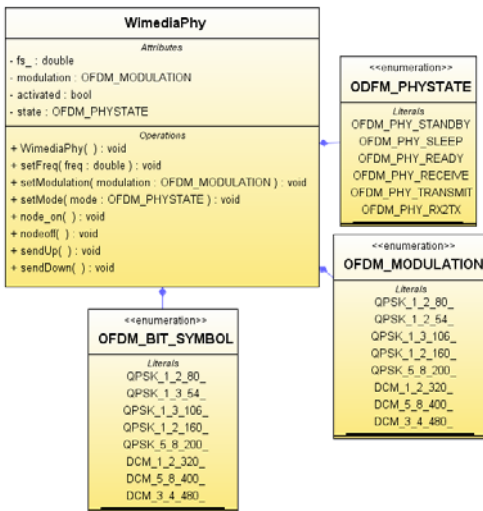 WimediaPhy
Attributes
- fs_ : double
- modulation : OFDM_MODULATION
- activated : bool
- state : OFDM_PHYSTATE
Operations
+ WimediaPhy( ) : void
+ setFreq( freq : double ) : void
+ setModulation( modulation : OFDM_MODULATION ) : void
+ setMode( mode : OFDM_PHYSTATE ) : void
+ node_on( ) : void
+ nodeoff( ) : void
+ sendUp( ) : void
+ sendDown( ) : void
<<enumeration>>
ODFM_PHYSTATE
Literals
OFDM_PHY_STANDBY
OFDM_PHY_SLEEP
OFDM_PHY_READY
OFDM_PHY_RECEIVE
OFDM_PHY_TRANSMIT
OFDM_PHY_RX2TX
<<enumeration>>
OFDM_MODULATION
Literals
QPSK_1_2_80_
QPSK_1_2_54_
QPSK_1_3_106_
QPSK_1_2_160_
QPSK_5_8_200_
DCM_1_2_320_
DCM_5_8_400_
DCM_3_4_480_
<<enumeration>>
OFDM_BIT_SYMBOL
Literals
QPSK_1_2_80_
QPSK_1_3_54_
QPSK_1_3_106_
QPSK_1_2_160_
QPSK_5_8_200_
DCM_1_2_320_
DCM_5_8_400_
DCM_3_4_480_